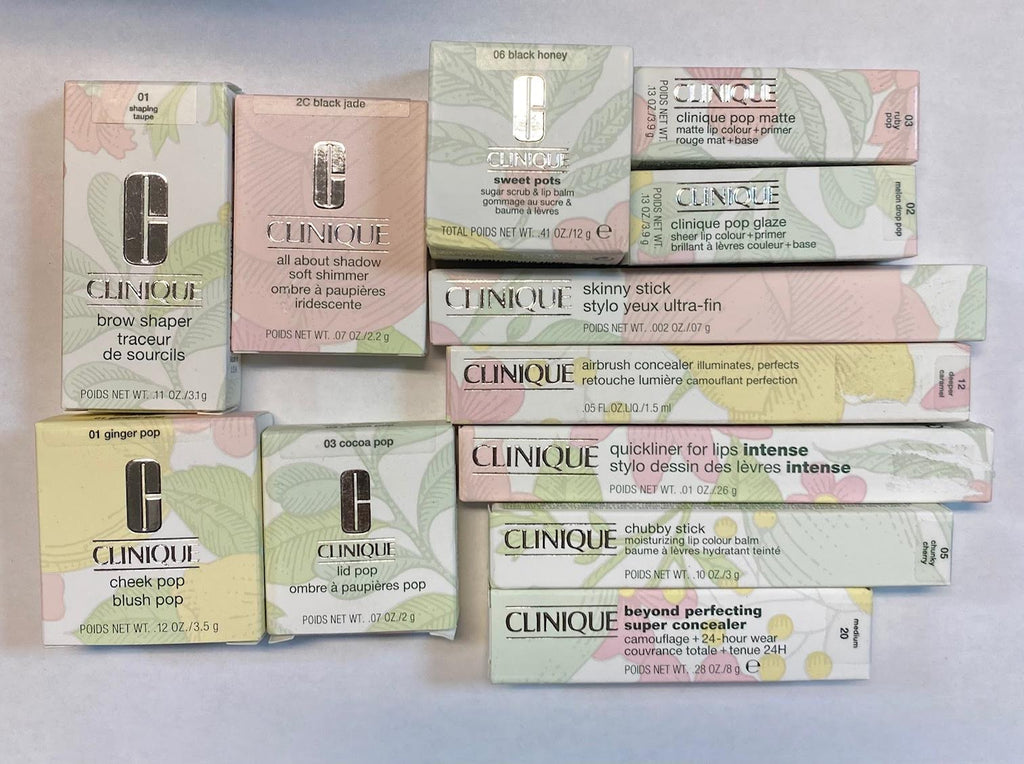 01
shaping
taupe
CLINIQUE
brow shaper
traceur
de sourcils
POIDS NET WT. .11 OZ./3.1g
2C black jade
CLINIQUE
all about shadow
soft shimmer
ombre à paupières
iridescente
POIDS NET WT. .07 OZ./2.2 g
06 black honey
CLINIQUE
sweet pots
sugar scrub & lip balm
gommage au sucre &
baume à lèvres
TOTAL POIDS NET WT. .41 OZ./12 g e
POIDS NET WT.
.13 OZ/3.9 g
CLINIQUE
clinique pop matte
matte lip colour + primer
rouge mat + base
03
ruby
pop
POIDS NET WT.
.13 OZ/3.9 g
CLINIQUE
clinique pop glaze
sheer lip colour + primer
brillant à lèvres couleur + base
02
melon drop pop
CLINIQUE
skinny stick
stylo yeux ultra-fin
POIDS NET WT. .002 OZ./.07 g
CLINIQUE
airbrush concealer illuminates, perfects
retouche lumière camouflant perfection
.05 FL.OZ.LIQ./1.5 ml
12
deeper
caramel
CLINIQUE
quickliner for lips intense
stylo dessin des lèvres intense
POIDS NET WT. .01 OZ./.26 g
CLINIQUE
chubby stick
moisturizing lip colour balm
baume à lèvres hydratant teinté
POIDS NET WT. .10 OZ./3 g
05
chunky
cherry
CLINIQUE
beyond perfecting
super concealer
camouflage + 24-hour wear
couvrance totale + tenue 24H
POIDS NET WT. .28 OZ./8 g e
medium
20
01 ginger pop
CLINIQUE
cheek pop
blush pop
POIDS NET WT. .12 OZ./3.5 g
03 cocoa pop
CLINIQUE
lid pop
ombre à paupières pop
POIDS NET WT. .07 OZ./2 g